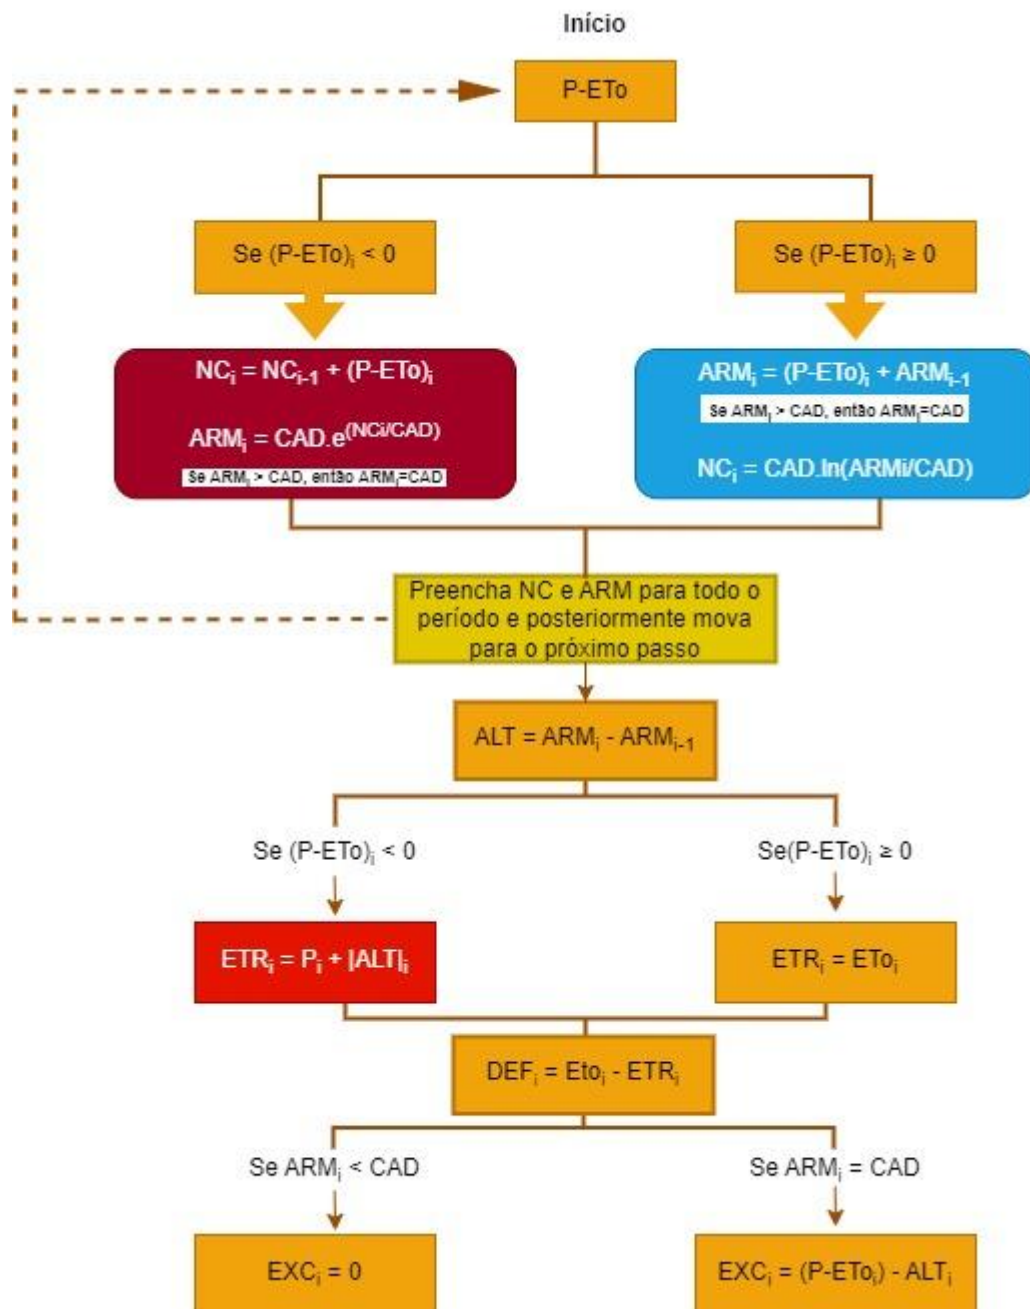 Início
P-ETo
Se (P-ETo)i < 0
Se (P-ETo)i ≥ 0
NCi = NCi-1 + (P-ETo)i
ARMi = CAD.e(NCi/CAD)
Se ARMi > CAD, então ARMi=CAD
ARMi = (P-ETo)i + ARMi-1
Se ARMi > CAD, então ARMi=CAD
NCi = CAD.ln(ARMi/CAD)
Preencha NC e ARM para todo o
período e posteriormente mova
para o próximo passo
ALT = ARMi - ARMi-1
Se (P-ETo)i < 0
Se(P-ETo)i ≥ 0
ETRi = Pi + |ALT|i
ETRi = EToi
DEFi = Etoi - ETRi
Se ARMi < CAD
Se ARMi = CAD
EXCi = 0
EXCi = (P-EToi) - ALTi